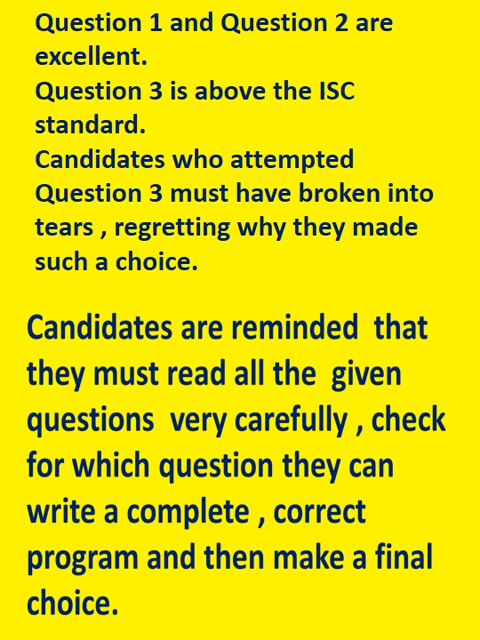 Question 1 and Question 2 are
excellent.
Question 3 is above the ISC
standard.
Candidates who attempted
Question 3 must have broken into
tears , regretting why they made
such a choice.
Candidates are reminded  that
they must read all the  given
questions  very carefully , check
for which question they can
write a complete , correct
program and then make a final
choice.